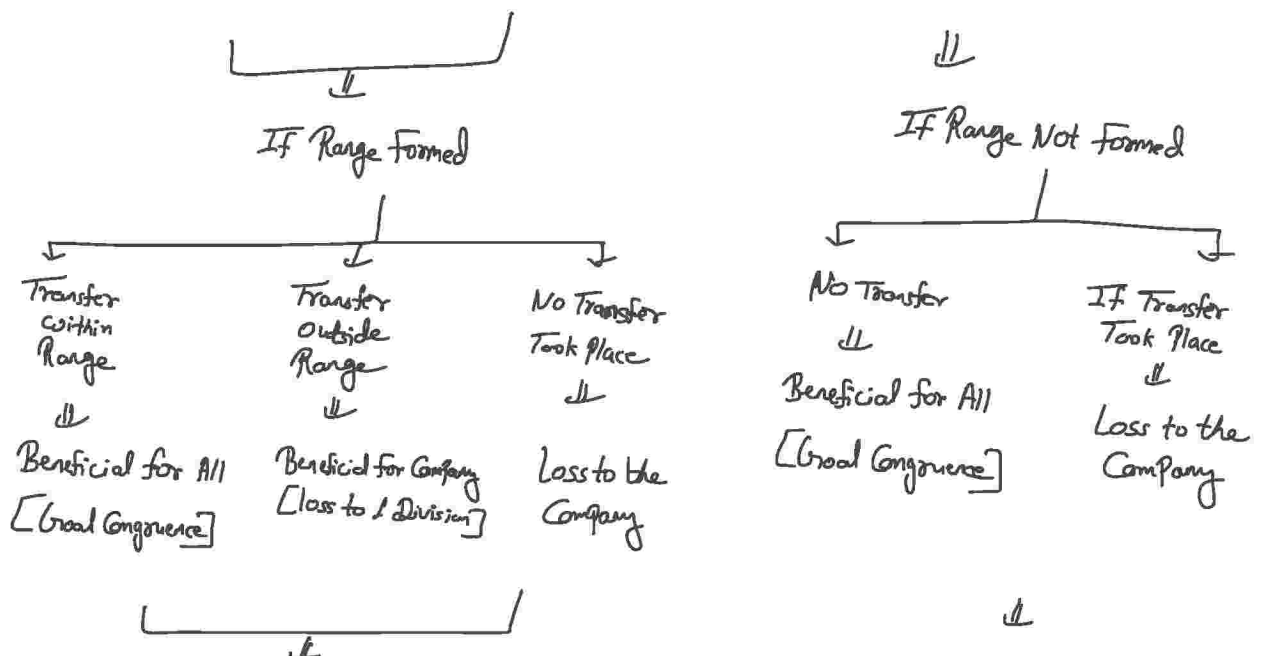 If Range Formed
If Range Not Formed
Transfer
within
Range
Transfer
outside
Range
No Transfer
Took Place
No Transfer
If Transfer
Took Place
Beneficial for All
[Goal Congruence]
Beneficial for Company
[loss to 1 Division]
Loss to the
Company
Beneficial for All
[Goal Congruence]
Loss to the
Company